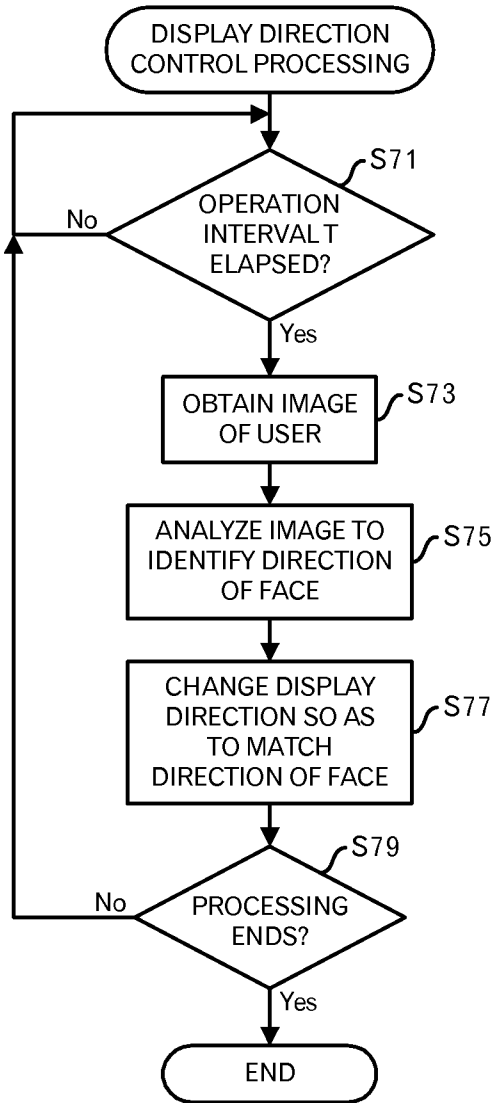 DISPLAY DIRECTION
CONTROL PROCESSING
S71
OPERATION
INTERVAL T
ELAPSED?
No
Yes
S73
OBTAIN IMAGE
OF USER
S75
ANALYZE IMAGE TO
IDENTIFY DIRECTION
OF FACE
S77
CHANGE DISPLAY
DIRECTION SO AS
TO MATCH
DIRECTION OF FACE
S79
No
PROCESSING
ENDS?
Yes
END